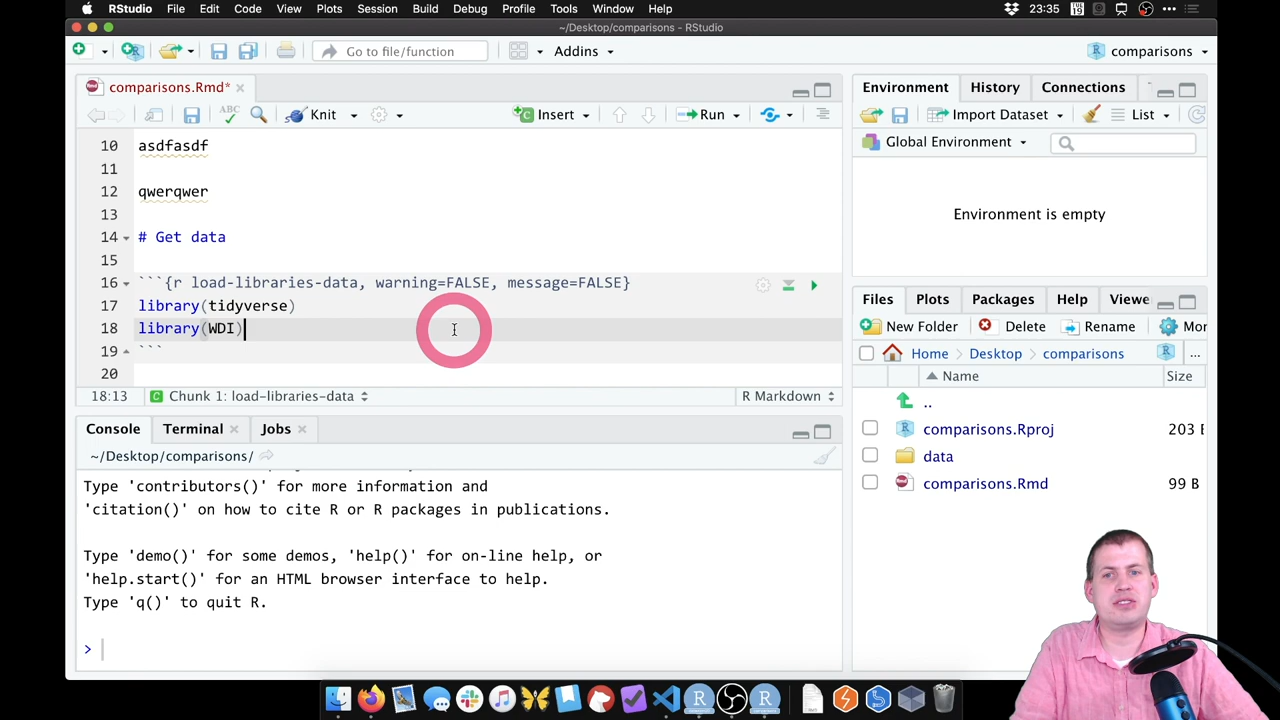 RStudio File Edit Code View Plots Session Build Debug Profile Tools Window Help 23:35 JUL 19
~/Desktop/comparisons - RStudio
Go to file/function Addins comparisons
comparisons.Rmd*
ABC Knit Insert Run
10 asdfasdf
11
12 qwerqwer
13
14 # Get data
15
16 ```{r load-libraries-data, warning=FALSE, message=FALSE}
17 library(tidyverse)
18 library(WDI)
19 ```
20
18:13 Chunk 1: load-libraries-data R Markdown
Console Terminal Jobs
~/Desktop/comparisons/
Type 'contributors()' for more information and
'citation()' on how to cite R or R packages in publications.
Type 'demo()' for some demos, 'help()' for on-line help, or
'help.start()' for an HTML browser interface to help.
Type 'q()' to quit R.
>
Environment History Connections
Import Dataset List
Global Environment
Environment is empty
Files Plots Packages Help Viewe
New Folder Delete Rename Mor
Home Desktop comparisons ...
Name Size
..
comparisons.Rproj 203 B
data
comparisons.Rmd 99 B